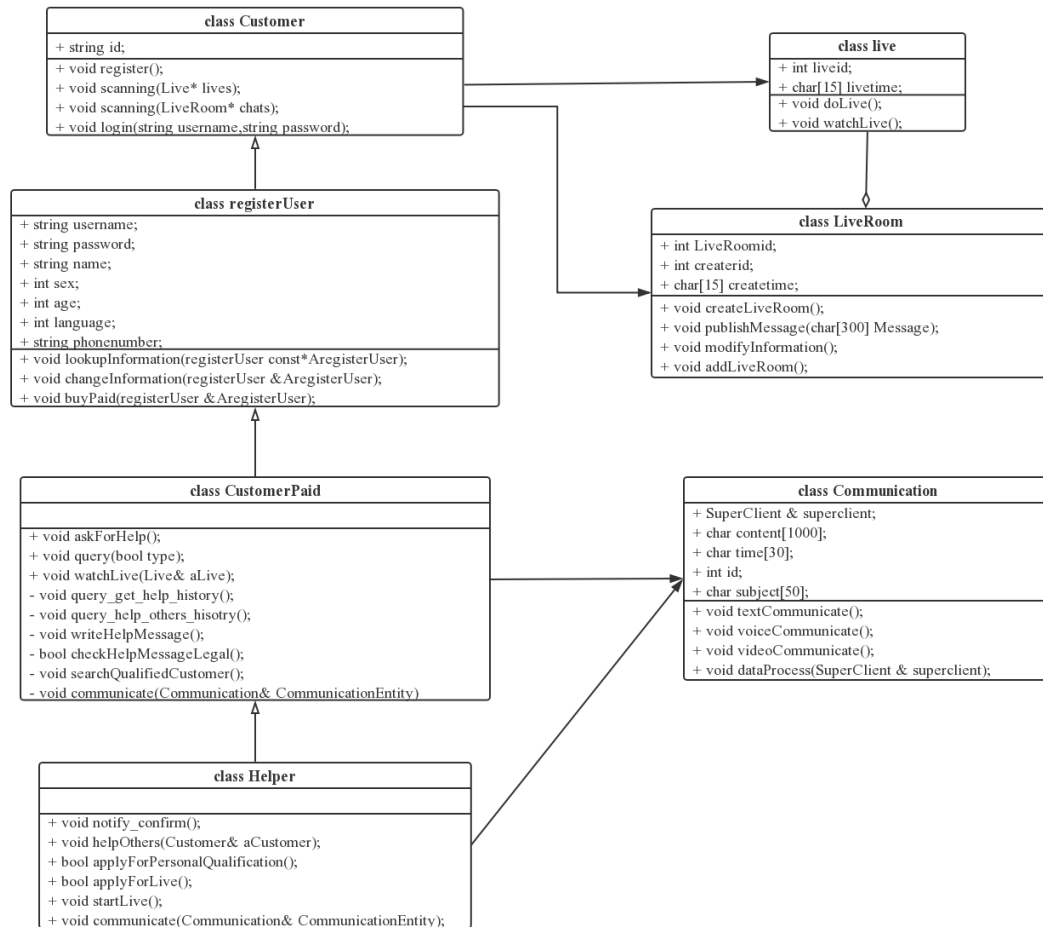 class Customer
+ string id;
+ void register();
+ void scanning(Live* lives);
+ void scanning(LiveRoom* chats);
+ void login(string username,string password);
class live
+ int liveid;
+ char[15] livetime;
+ void doLive();
+ void watchLive();
class registerUser
+ string username;
+ string password;
+ string name;
+ int sex;
+ int age;
+ int language;
+ string phonenumber;
+ void lookupInformation(registerUser const*AregisterUser);
+ void changeInformation(registerUser &AregisterUser);
+ void buyPaid(registerUser &AregisterUser);
class LiveRoom
+ int LiveRoomid;
+ int createrid;
+ char[15] createtime;
+ void createLiveRoom();
+ void publishMessage(char[300] Message);
+ void modifyInformation();
+ void addLiveRoom();
class CustomerPaid
+ void askForHelp();
+ void query(bool type);
+ void watchLive(Live& aLive);
- void query_get_help_history();
- void query_help_others_hisotry();
- void writeHelpMessage();
- bool checkHelpMessageLegal();
- void searchQualifiedCustomer();
- void communicate(Communication& CommunicationEntity)
class Communication
+ SuperClient & superclient;
+ char content[1000];
+ char time[30];
+ int id;
+ char subject[50];
+ void textCommunicate();
+ void voiceCommunicate();
+ void videoCommunicate();
+ void dataProcess(SuperClient & superclient);
class Helper
+ void notify_confirm();
+ void helpOthers(Customer& aCustomer);
+ bool applyForPersonalQualification();
+ bool applyForLive();
+ void startLive();
+ void communicate(Communication& CommunicationEntity);